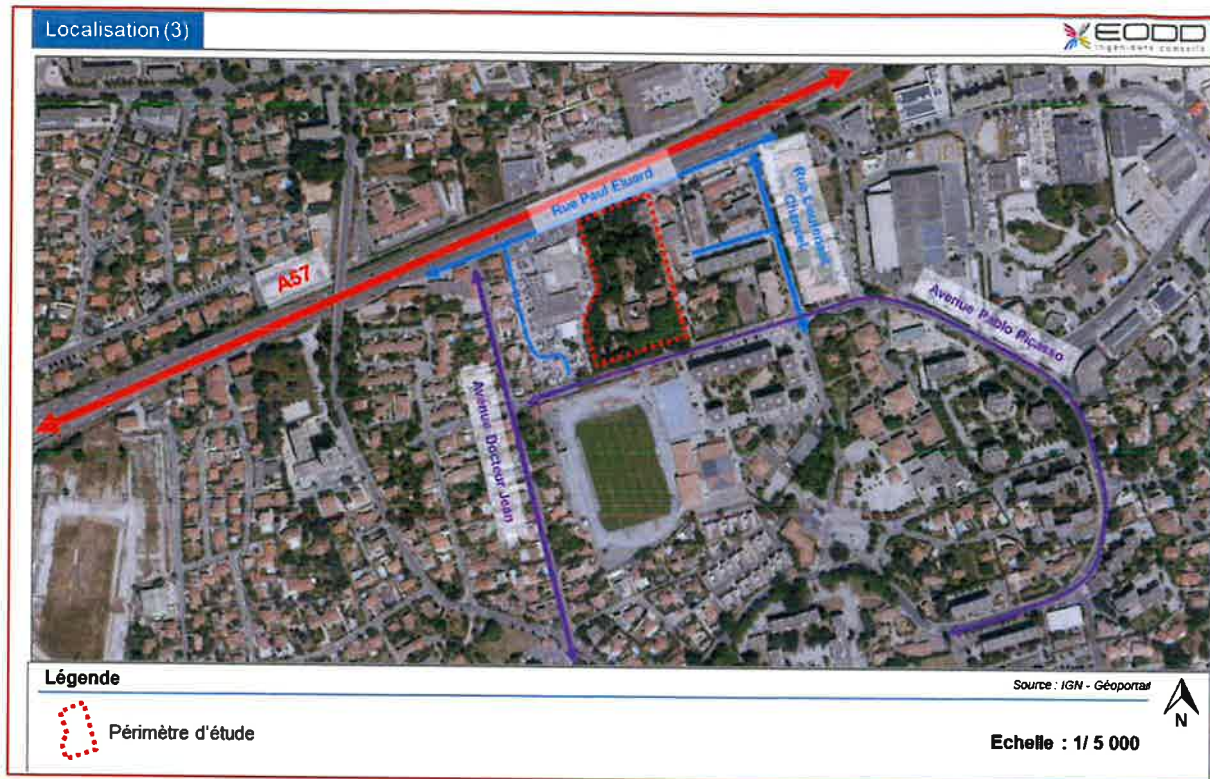 Localisation (3)
EODD
ingénieurs conseils
Rue Paul Eluard
A57
Avenue Pablo Picasso
Avenue Docteur Jean
Légende
Source : IGN - Géoportail
Périmètre d'étude
N
Echelle : 1/ 5 000